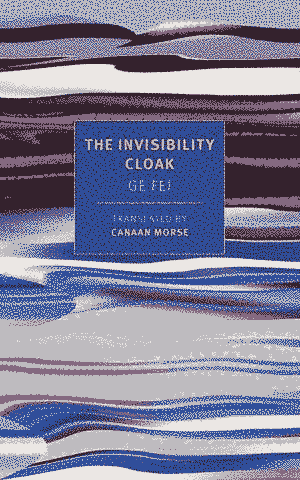 THE INVISIBILITY
CLOAK
GE FEI
TRANSLATED BY
CANAAN MORSE